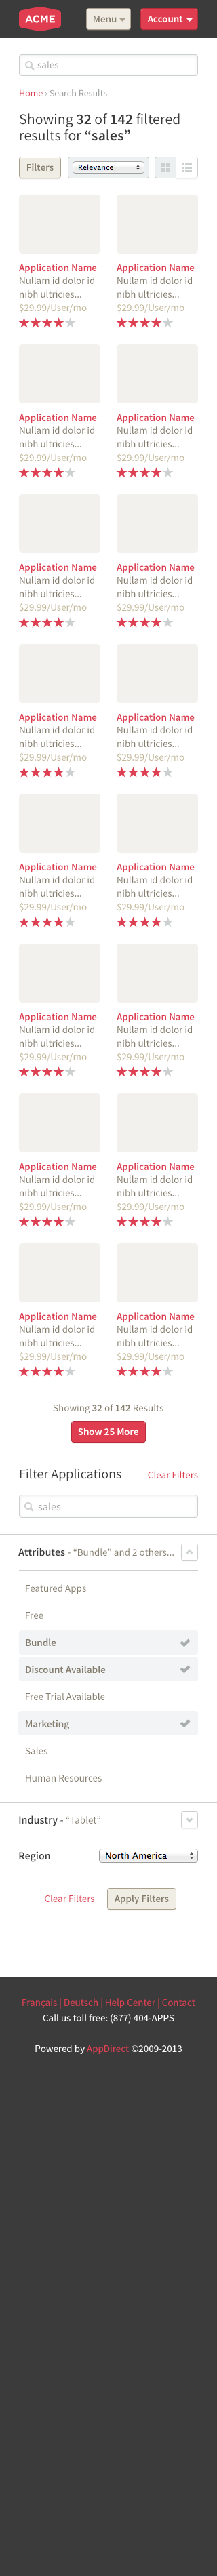 ACME Menu Account
sales
Home › Search Results
Showing 32 of 142 filtered
results for “sales”
Filters Relevance
Application Name Application Name
Nullam id dolor id Nullam id dolor id
nibh ultricies... nibh ultricies...
$29.99/User/mo $29.99/User/mo
Application Name Application Name
Nullam id dolor id Nullam id dolor id
nibh ultricies... nibh ultricies...
$29.99/User/mo $29.99/User/mo
Application Name Application Name
Nullam id dolor id Nullam id dolor id
nibh ultricies... nibh ultricies...
$29.99/User/mo $29.99/User/mo
Application Name Application Name
Nullam id dolor id Nullam id dolor id
nibh ultricies... nibh ultricies...
$29.99/User/mo $29.99/User/mo
Application Name Application Name
Nullam id dolor id Nullam id dolor id
nibh ultricies... nibh ultricies...
$29.99/User/mo $29.99/User/mo
Application Name Application Name
Nullam id dolor id Nullam id dolor id
nibh ultricies... nibh ultricies...
$29.99/User/mo $29.99/User/mo
Application Name Application Name
Nullam id dolor id Nullam id dolor id
nibh ultricies... nibh ultricies...
$29.99/User/mo $29.99/User/mo
Application Name Application Name
Nullam id dolor id Nullam id dolor id
nibh ultricies... nibh ultricies...
$29.99/User/mo $29.99/User/mo
Showing 32 of 142 Results
Show 25 More
Filter Applications Clear Filters
sales
Attributes - “Bundle” and 2 others...
Featured Apps
Free
Bundle
Discount Available
Free Trial Available
Marketing
Sales
Human Resources
Industry - “Tablet”
Region North America
Clear Filters Apply Filters
Français | Deutsch | Help Center | Contact
Call us toll free: (877) 404-APPS
Powered by AppDirect ©2009-2013